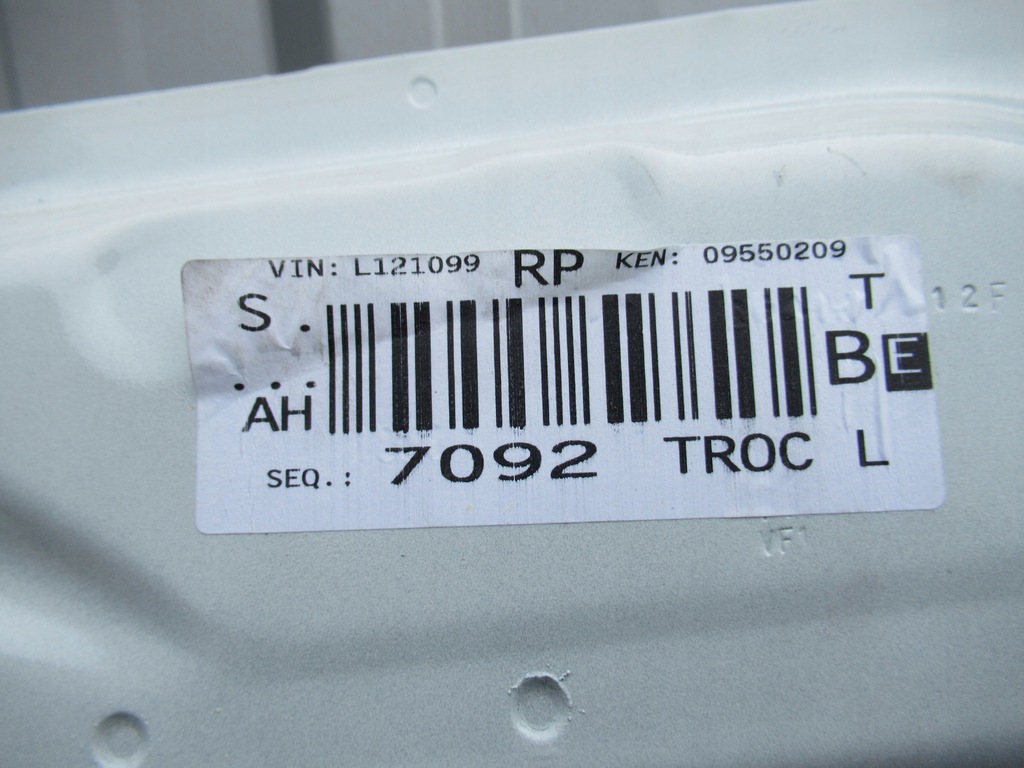 VIN: L121099 RP KEN: 09550209
S. T
... B E
AH
SEQ.: 7092 TROC L
12F
VF1